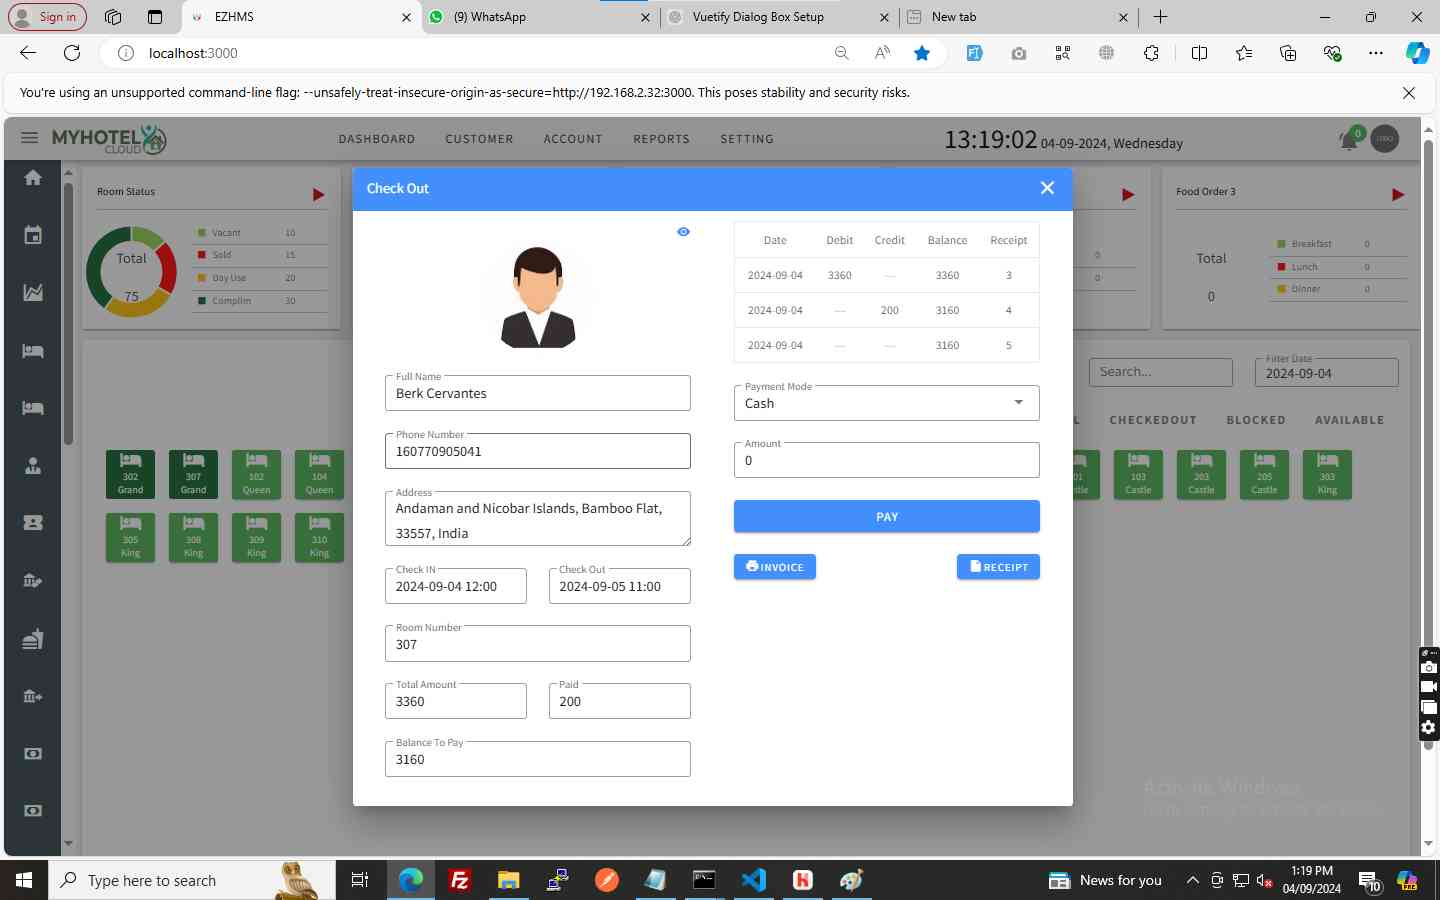 Sign in
EZHMS
(9) WhatsApp
Vuetify Dialog Box Setup
New tab
localhost:3000
You're using an unsupported command-line flag: --unsafely-treat-insecure-origin-as-secure=http://192.168.2.32:3000. This poses stability and security risks.
MYHOTEL
CLOUD
DASHBOARD
CUSTOMER
ACCOUNT
REPORTS
SETTING
13:19:02 04-09-2024, Wednesday
0
Room Status
Total
75
Vacant 10
Sold 15
Day Use 20
Complim 30
0
0
Food Order 3
Total
0
Breakfast 0
Lunch 0
Dinner 0
Search...
Filter Date
2024-09-04
L CHECKEDOUT BLOCKED AVAILABLE
302 Grand
307 Grand
102 Queen
104 Queen
01 stle
103 Castle
203 Castle
205 Castle
303 King
305 King
308 King
309 King
310 King
Check Out
Full Name
Berk Cervantes
Phone Number
160770905041
Address
Andaman and Nicobar Islands, Bamboo Flat,
33557, India
Check IN
2024-09-04 12:00
Check Out
2024-09-05 11:00
Room Number
307
Total Amount
3360
Paid
200
Balance To Pay
3160
Date Debit Credit Balance Receipt
2024-09-04 3360 --- 3360 3
2024-09-04 --- 200 3160 4
2024-09-04 --- --- 3160 5
Payment Mode
Cash
Amount
0
PAY
INVOICE
RECEIPT
Activate Windows
Type here to search
News for you
1:19 PM
04/09/2024
10
PRE